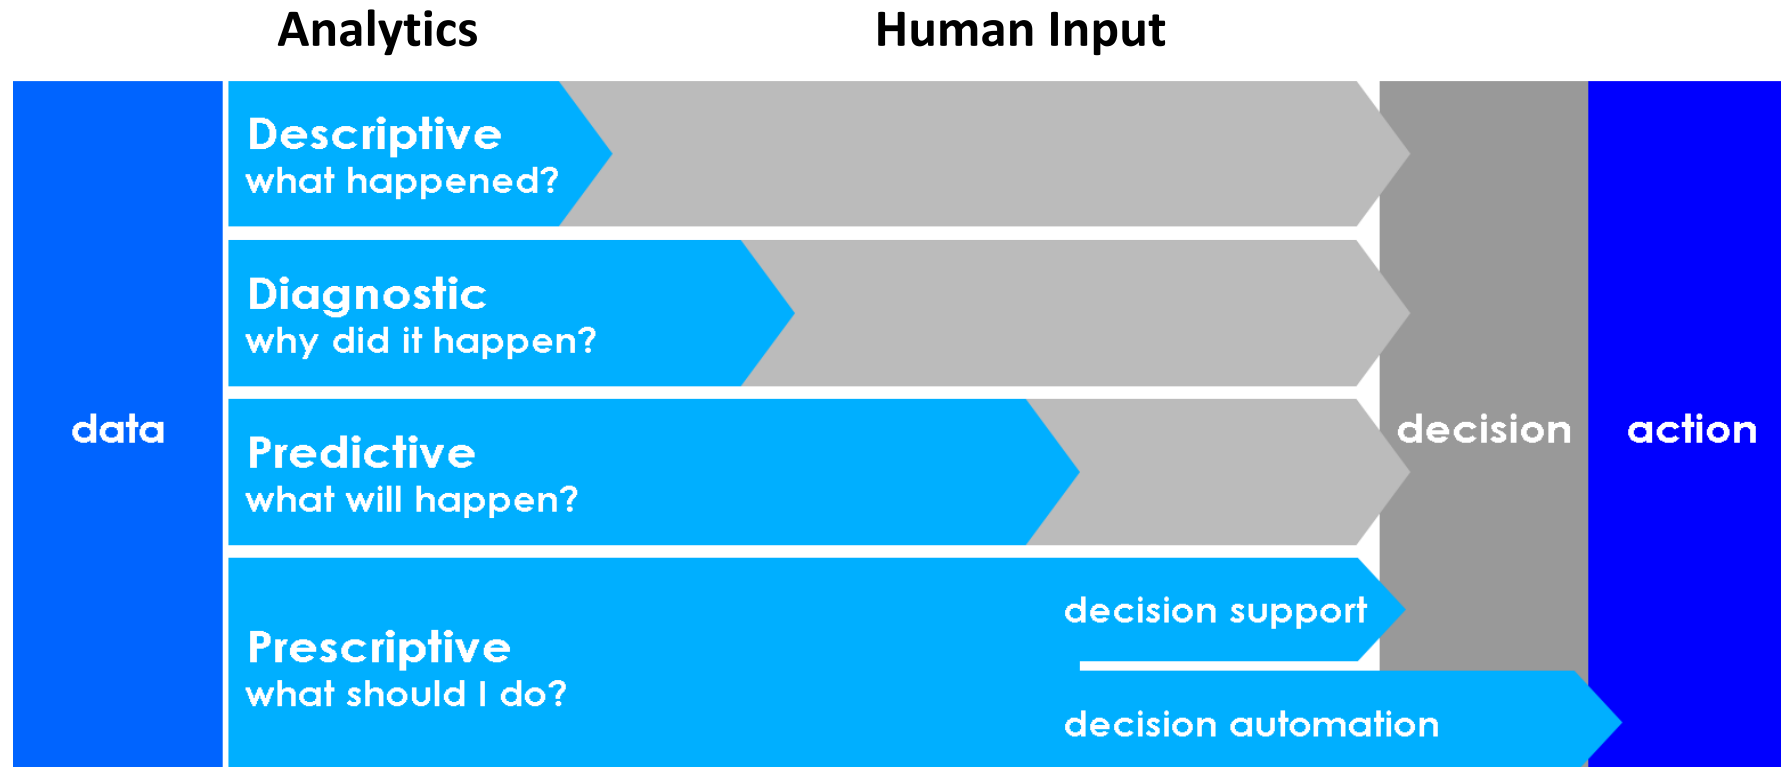 Analytics
Human Input
Descriptive
what happened?
Diagnostic
why did it happen?
data
Predictive
what will happen?
decision
action
Prescriptive
what should I do?
decision support
decision automation